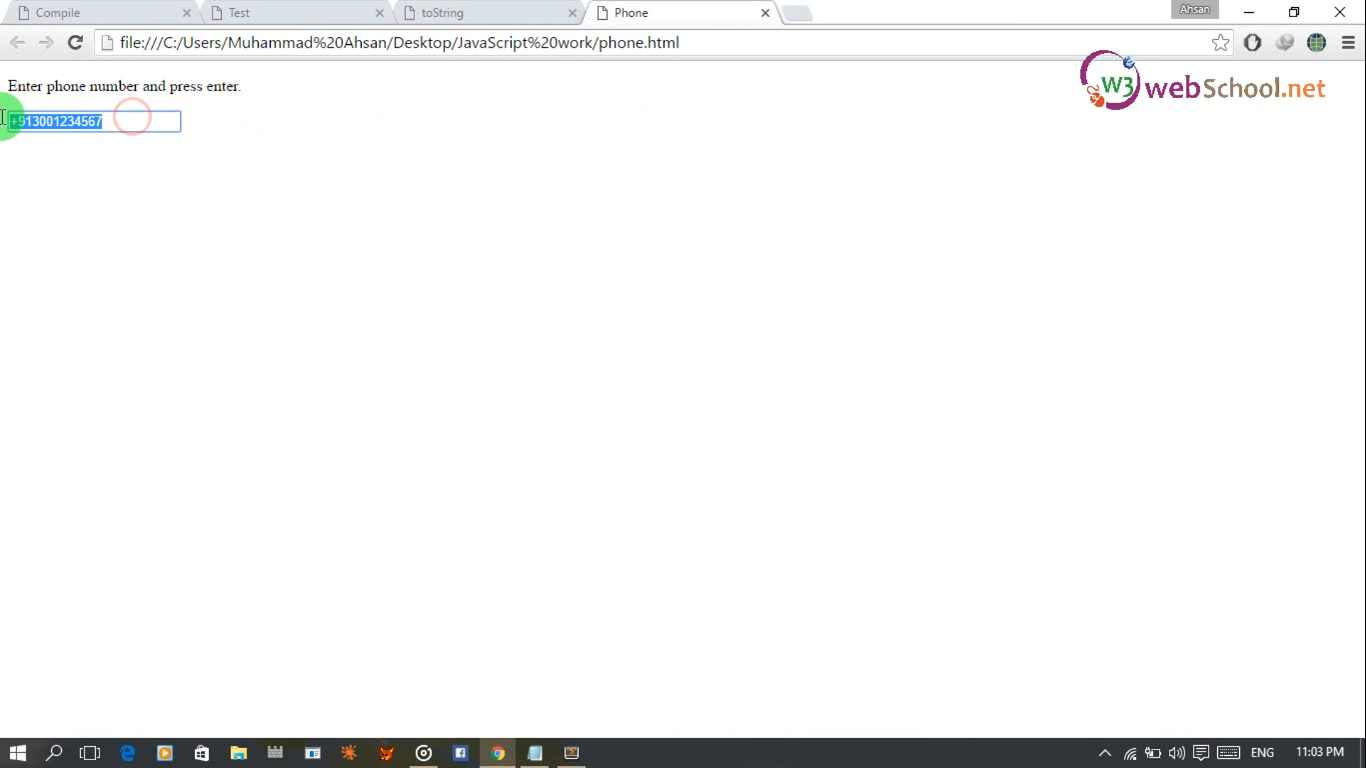 Compile
Test
toString
Phone
Ahsan
file:///C:/Users/Muhammad%20Ahsan/Desktop/JavaScript%20work/phone.html
Enter phone number and press enter.
W3 webSchool.net
+913001234567
ENG
11:03 PM